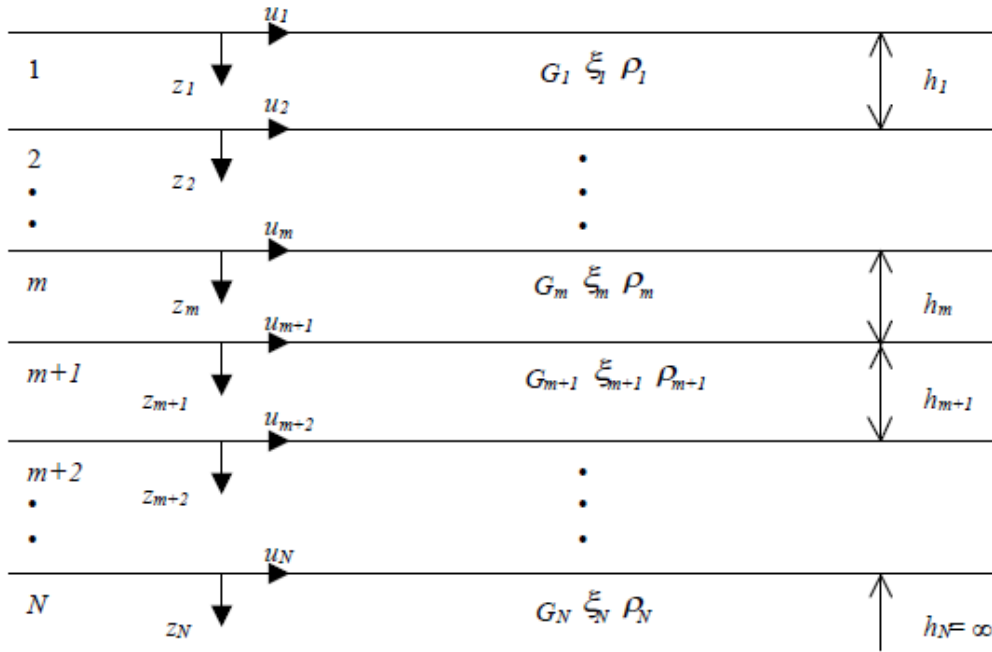 u1
1 z1 G1 ξ1 ρ1 h1
u2
2 z2
um
m zm Gm ξm ρm hm
um+1
m+1 zm+1 Gm+1 ξm+1 ρm+1 hm+1
um+2
m+2 zm+2
uN
N zN GN ξN ρN hN= ∞